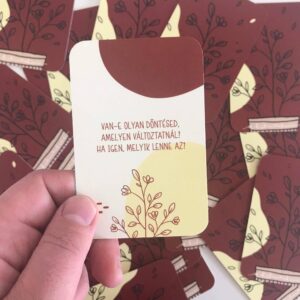 VAN-E OLYAN DÖNTÉSED,
AMELYEN VÁLTOZTATNÁL?
HA IGEN, MELYIK LENNE AZ?